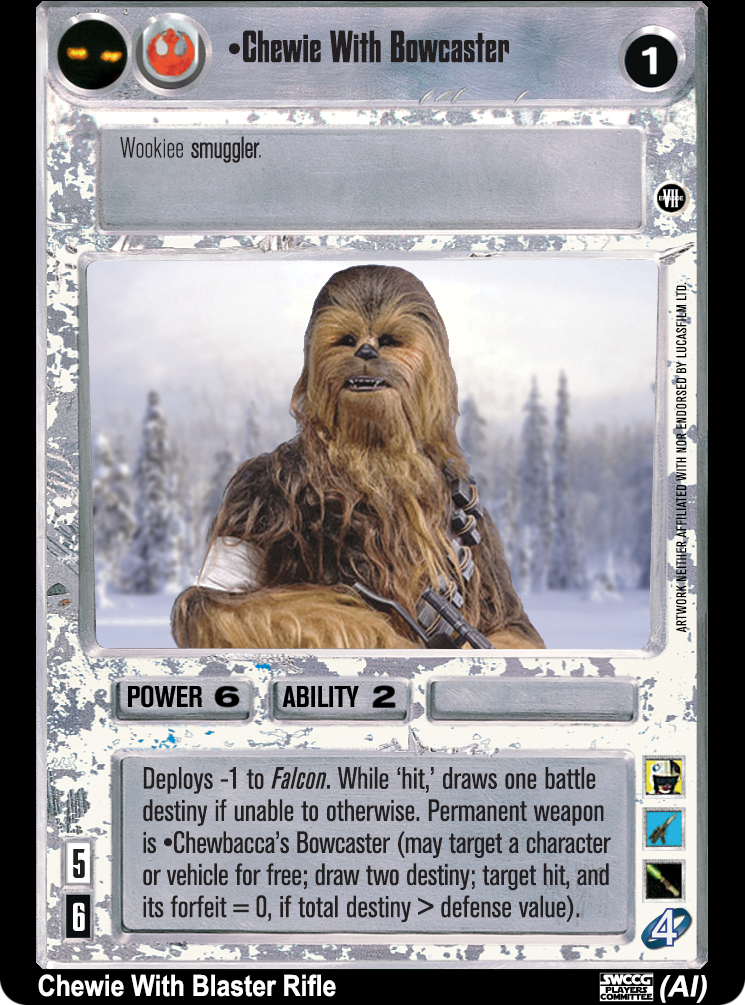 •Chewie With Bowcaster
1
Wookiee smuggler.
EPISODE
VII
ARTWORK NEITHER AFFILIATED WITH NOR ENDORSED BY LUCASFILM LTD.
POWER 6
ABILITY 2
Deploys -1 to Falcon. While ‘hit,’ draws one battle
destiny if unable to otherwise. Permanent weapon
is •Chewbacca’s Bowcaster (may target a character
or vehicle for free; draw two destiny; target hit, and
its forfeit = 0, if total destiny > defense value).
5
6
4
Chewie With Blaster Rifle
SWCCG
PLAYERS
COMMITTEE
(AI)